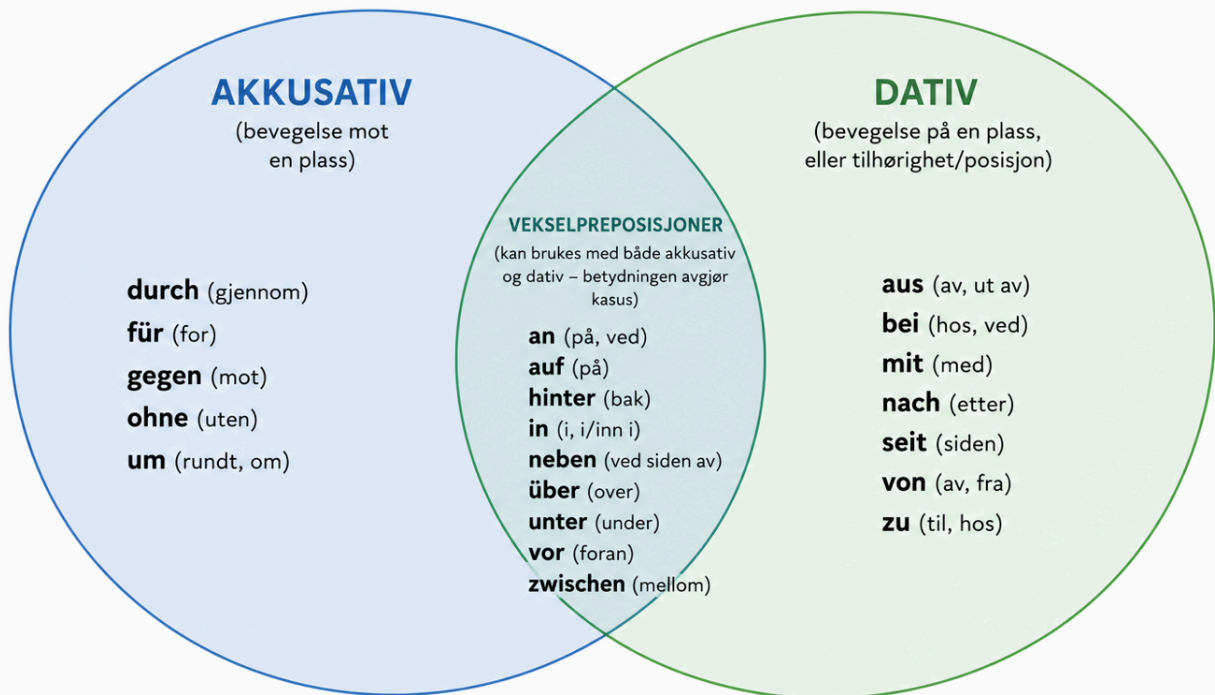 AKKUSATIV
(bevegelse mot
en plass)
durch (gjennom)
für (for)
gegen (mot)
ohne (uten)
um (rundt, om)
VEKSELPREPOSISJONER
(kan brukes med både akkusativ
og dativ – betydningen avgjør
kasus)
an (på, ved)
auf (på)
hinter (bak)
in (i, i/inn i)
neben (ved siden av)
über (over)
unter (under)
vor (foran)
zwischen (mellom)
DATIV
(bevegelse på en plass,
eller tilhørighet/posisjon)
aus (av, ut av)
bei (hos, ved)
mit (med)
nach (etter)
seit (siden)
von (av, fra)
zu (til, hos)